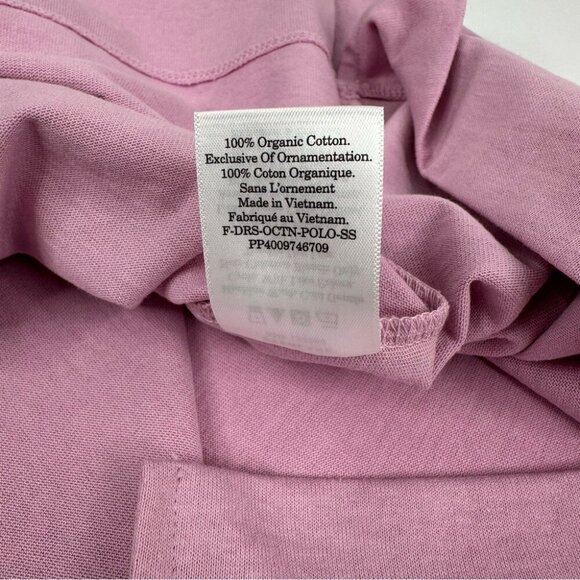 100% Organic Cotton.
Exclusive Of Ornamentation.
100% Coton Organique.
Sans L'ornement
Made in Vietnam.
Fabriqué au Vietnam.
F-DRS-OCTN-POLO-SS
PP4009746709